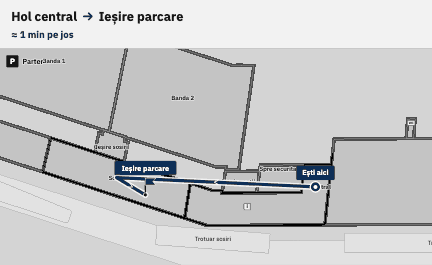 Hol central → Ieșire parcare
≈ 1 min pe jos
P Parter
Banda 1
Banda 2
Ieșire sosiri
Spre securita
Ieșire parcare
Ești aici
Trotuar sosiri